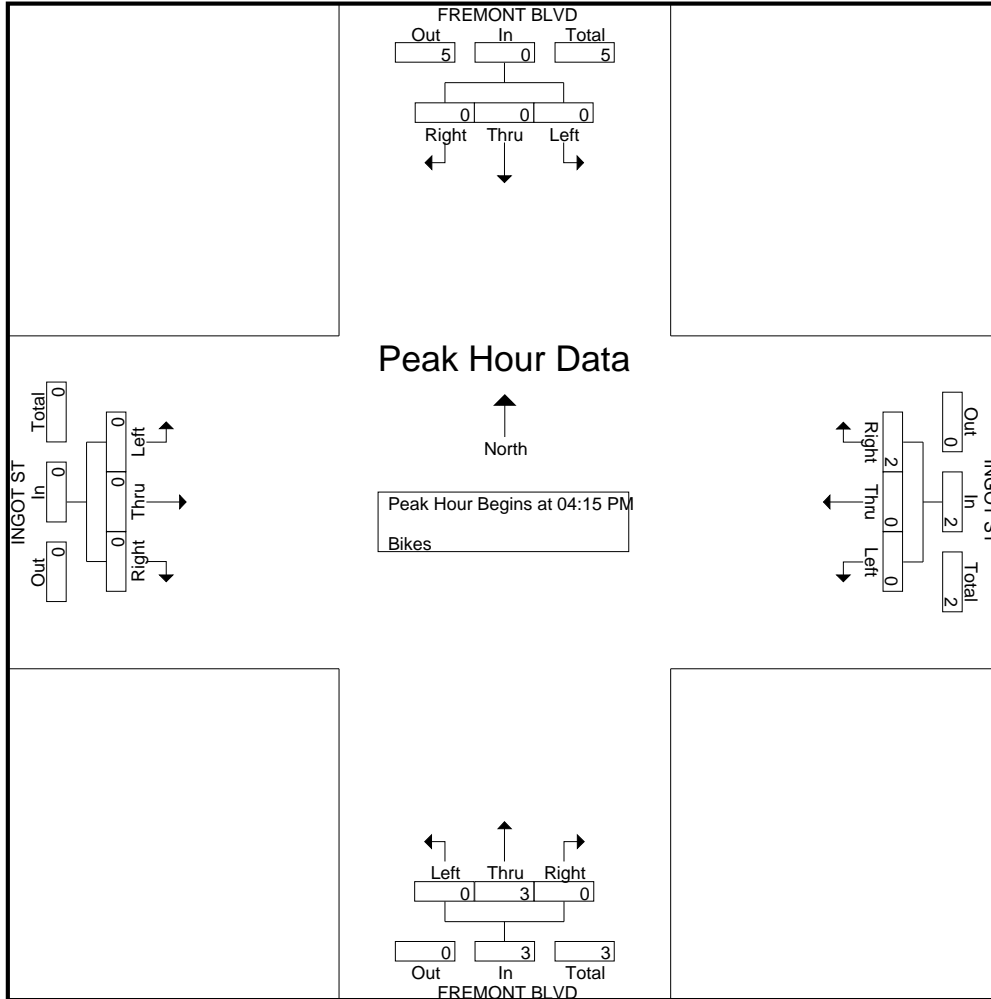 FREMONT BLVD
Out In Total
5 0 5
0 0 0
Right Thru Left
Peak Hour Data
North
Peak Hour Begins at 04:15 PM
Bikes
INGOT ST
Total In Out
0 0 0
0 0 0
Left Thru Right
INGOT ST
Out In Total
0 2 2
2 0 0
Right Thru Left
Left Thru Right
0 3 0
0 3 3
Out In Total
FREMONT BLVD